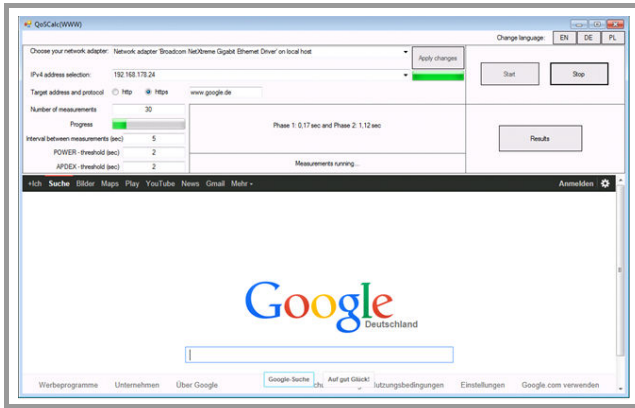 QoSCalc(WWW)
Change language: EN DE PL
Choose your network adapter: Network adapter 'Broadcom NetXtreme Gigabit Ethernet Driver' on local host
Apply changes
IPv4 address selection: 192.168.178.24
Start Stop
Target address and protocol http https www.google.de
Number of measurements 30
Progress
Phase 1: 0,17 sec and Phase 2: 1,12 sec
Results
Interval between measurements (sec) 5
POWER - threshold (sec) 2
APDEX - threshold (sec) 2
Measurements running...
+Ich Suche Bilder Maps Play YouTube News Gmail Mehr Anmelden
Google
Deutschland
Google-Suche Auf gut Glück!
Werbeprogramme Unternehmen Über Google utzungsbedingungen Einstellungen Google.com verwenden